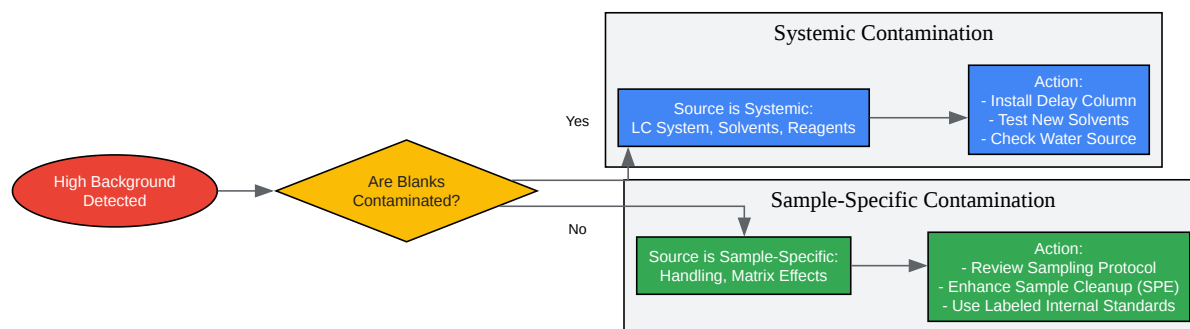 High Background
Detected
Are Blanks
Contaminated?
Yes
No
Systemic Contamination
Source is Systemic:
LC System, Solvents, Reagents
Action:
- Install Delay Column
- Test New Solvents
- Check Water Source
Sample-Specific Contamination
Source is Sample-Specific:
Handling, Matrix Effects
Action:
- Review Sampling Protocol
- Enhance Sample Cleanup (SPE)
- Use Labeled Internal Standards